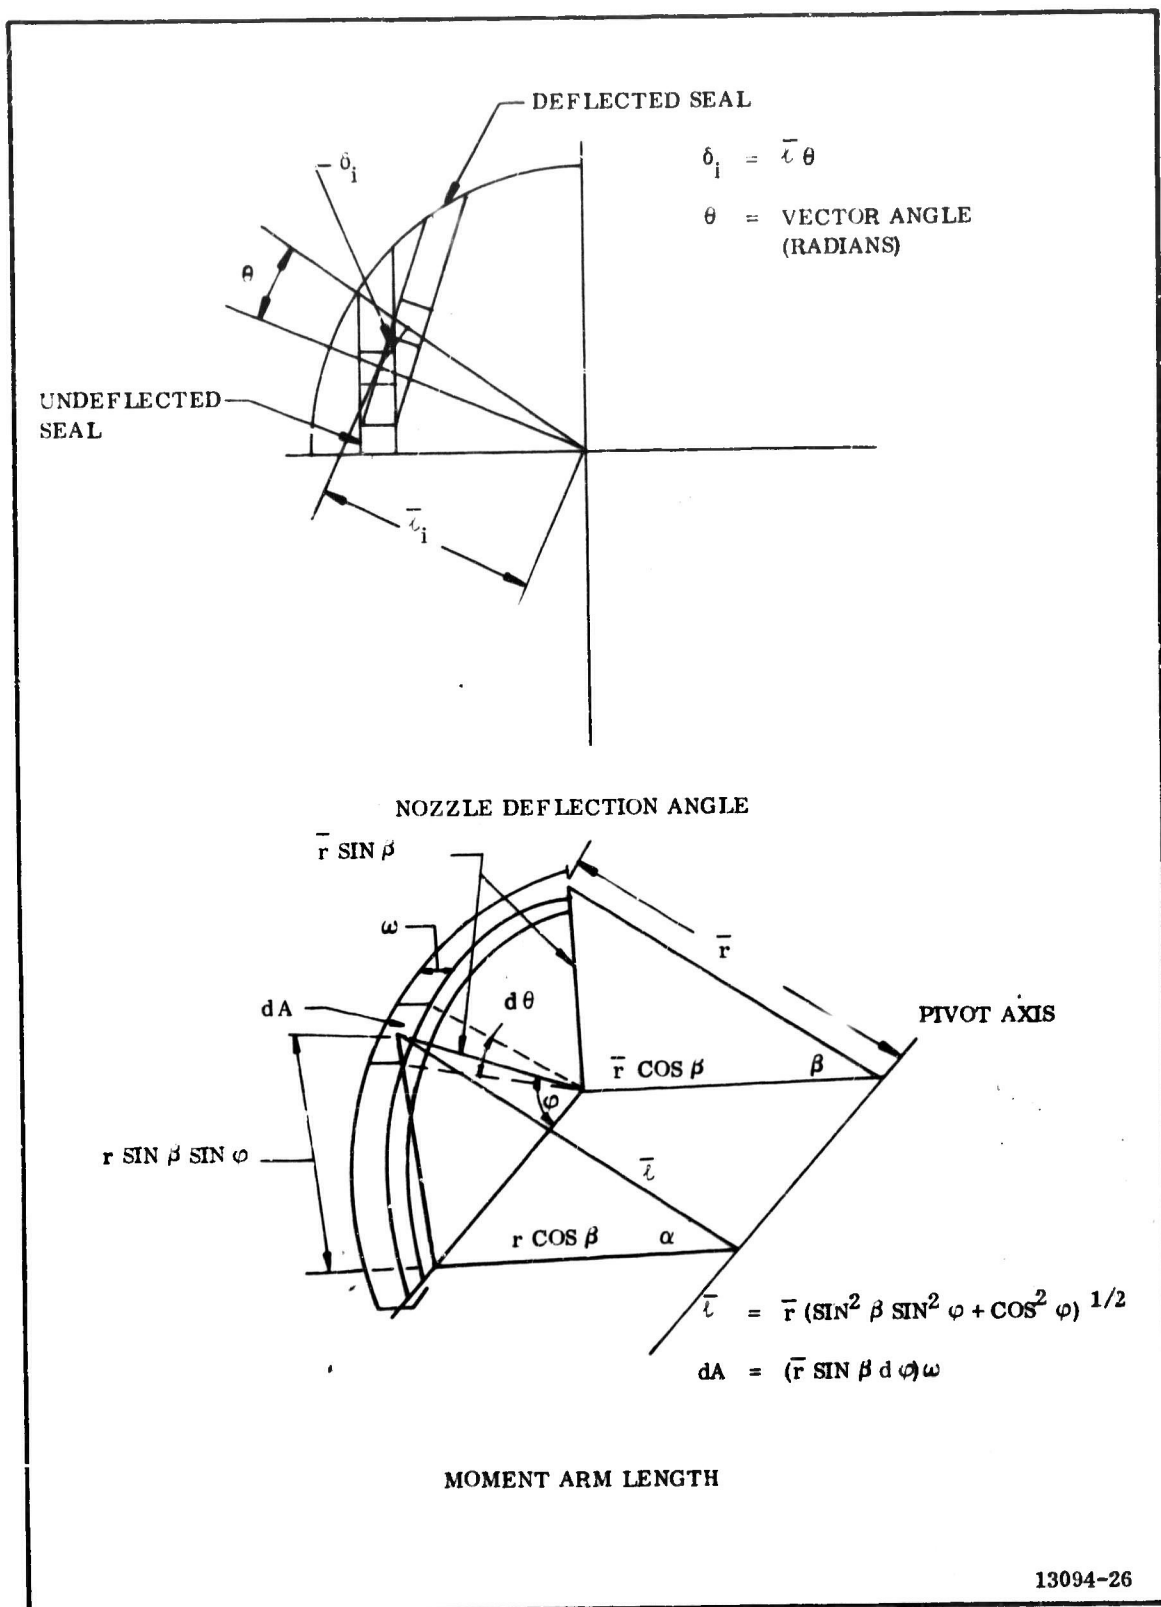 DEFLECTED SEAL
δi = ℓ̅ θ
θ = VECTOR ANGLE
(RADIANS)
δi
θ
UNDEFLECTED
SEAL
ℓ̅i
NOZZLE DEFLECTION ANGLE
r̅ SIN β
ω
r̅
dA
dθ
PIVOT AXIS
r̅ COS β
β
φ
r SIN β SIN φ
ℓ̅
r COS β
α
ℓ̅ = r̅ (SIN² β SIN² φ + COS² φ) 1/2
dA = (r̅ SIN β d φ)ω
MOMENT ARM LENGTH
13094-26